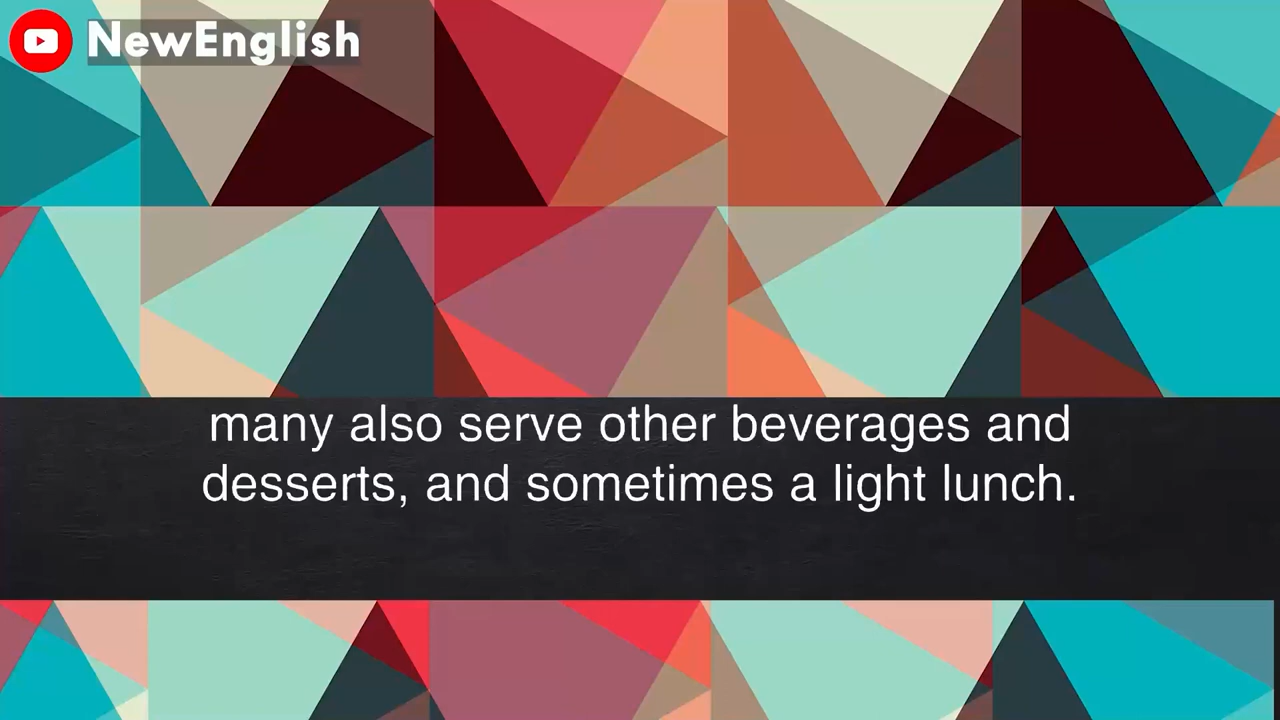 NewEnglish
many also serve other beverages and
desserts, and sometimes a light lunch.